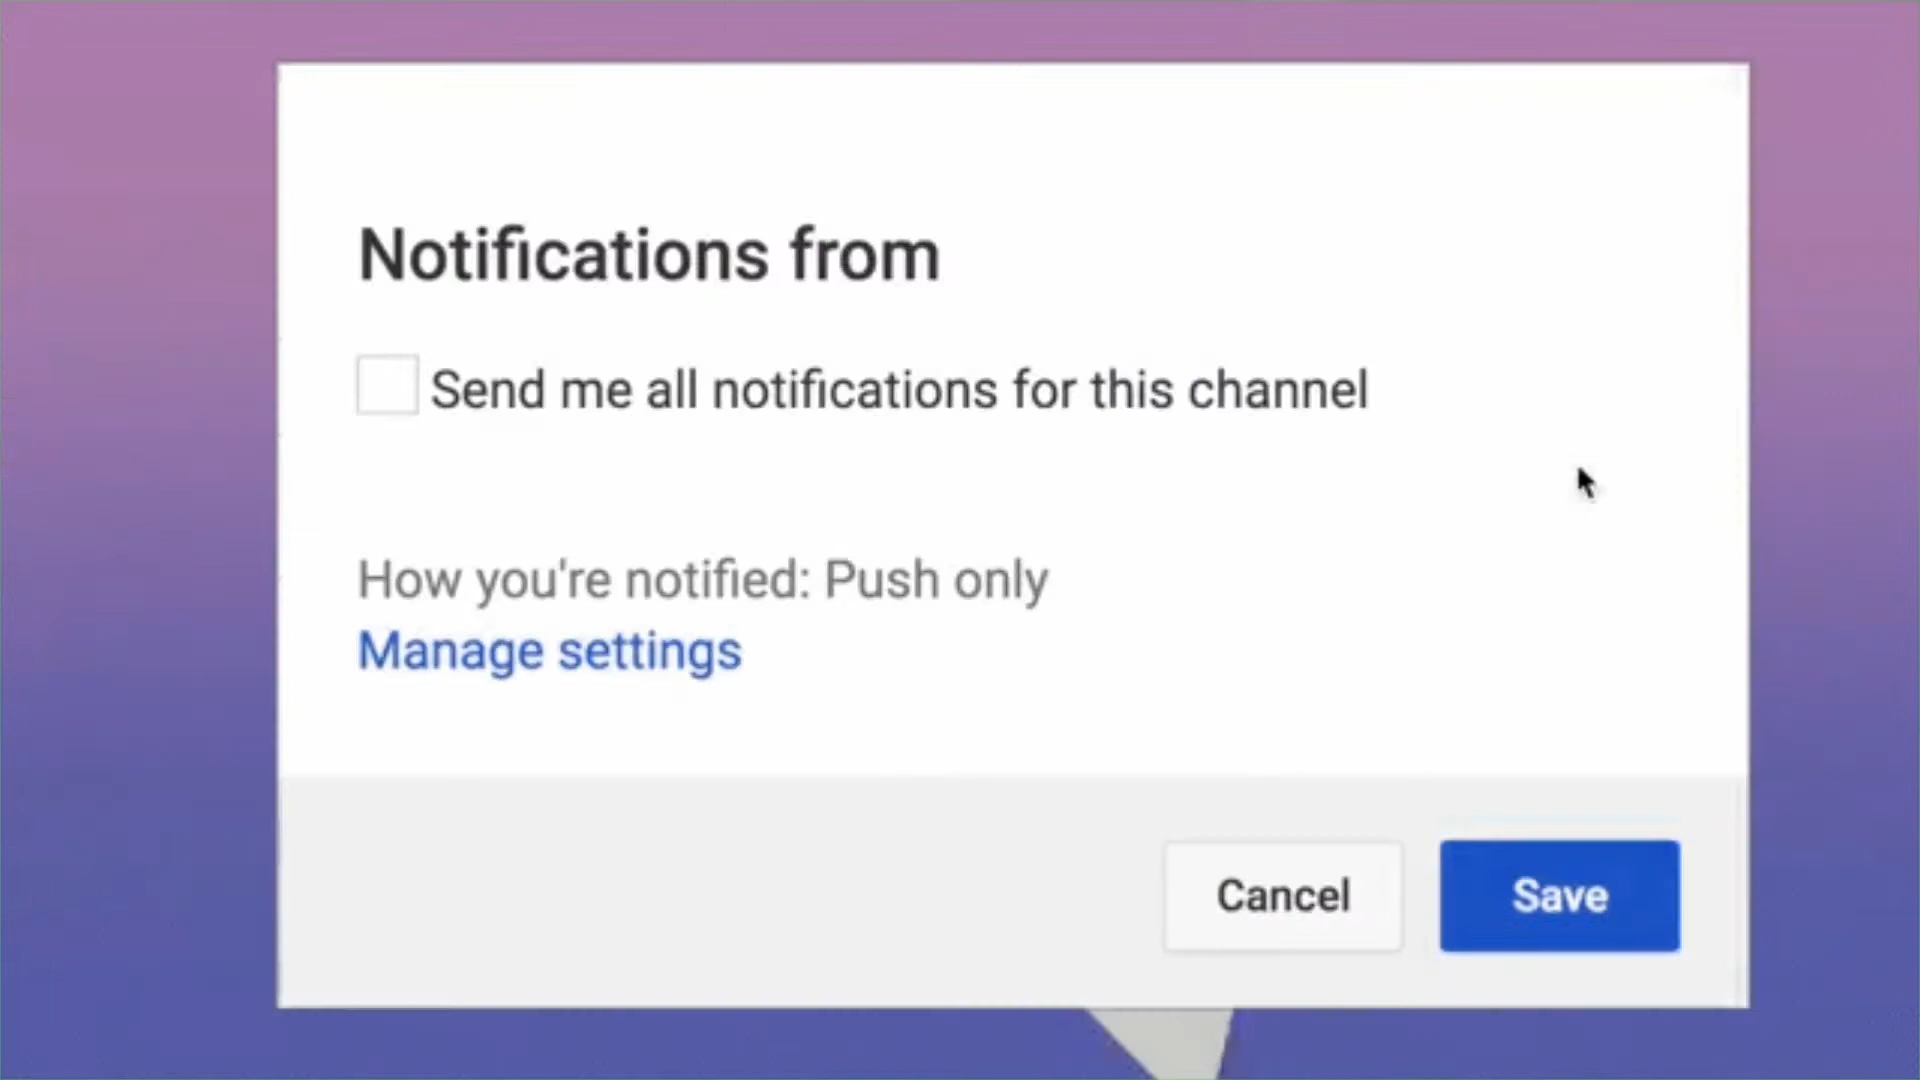 Notifications from
Send me all notifications for this channel
How you're notified: Push only
Manage settings
Cancel
Save